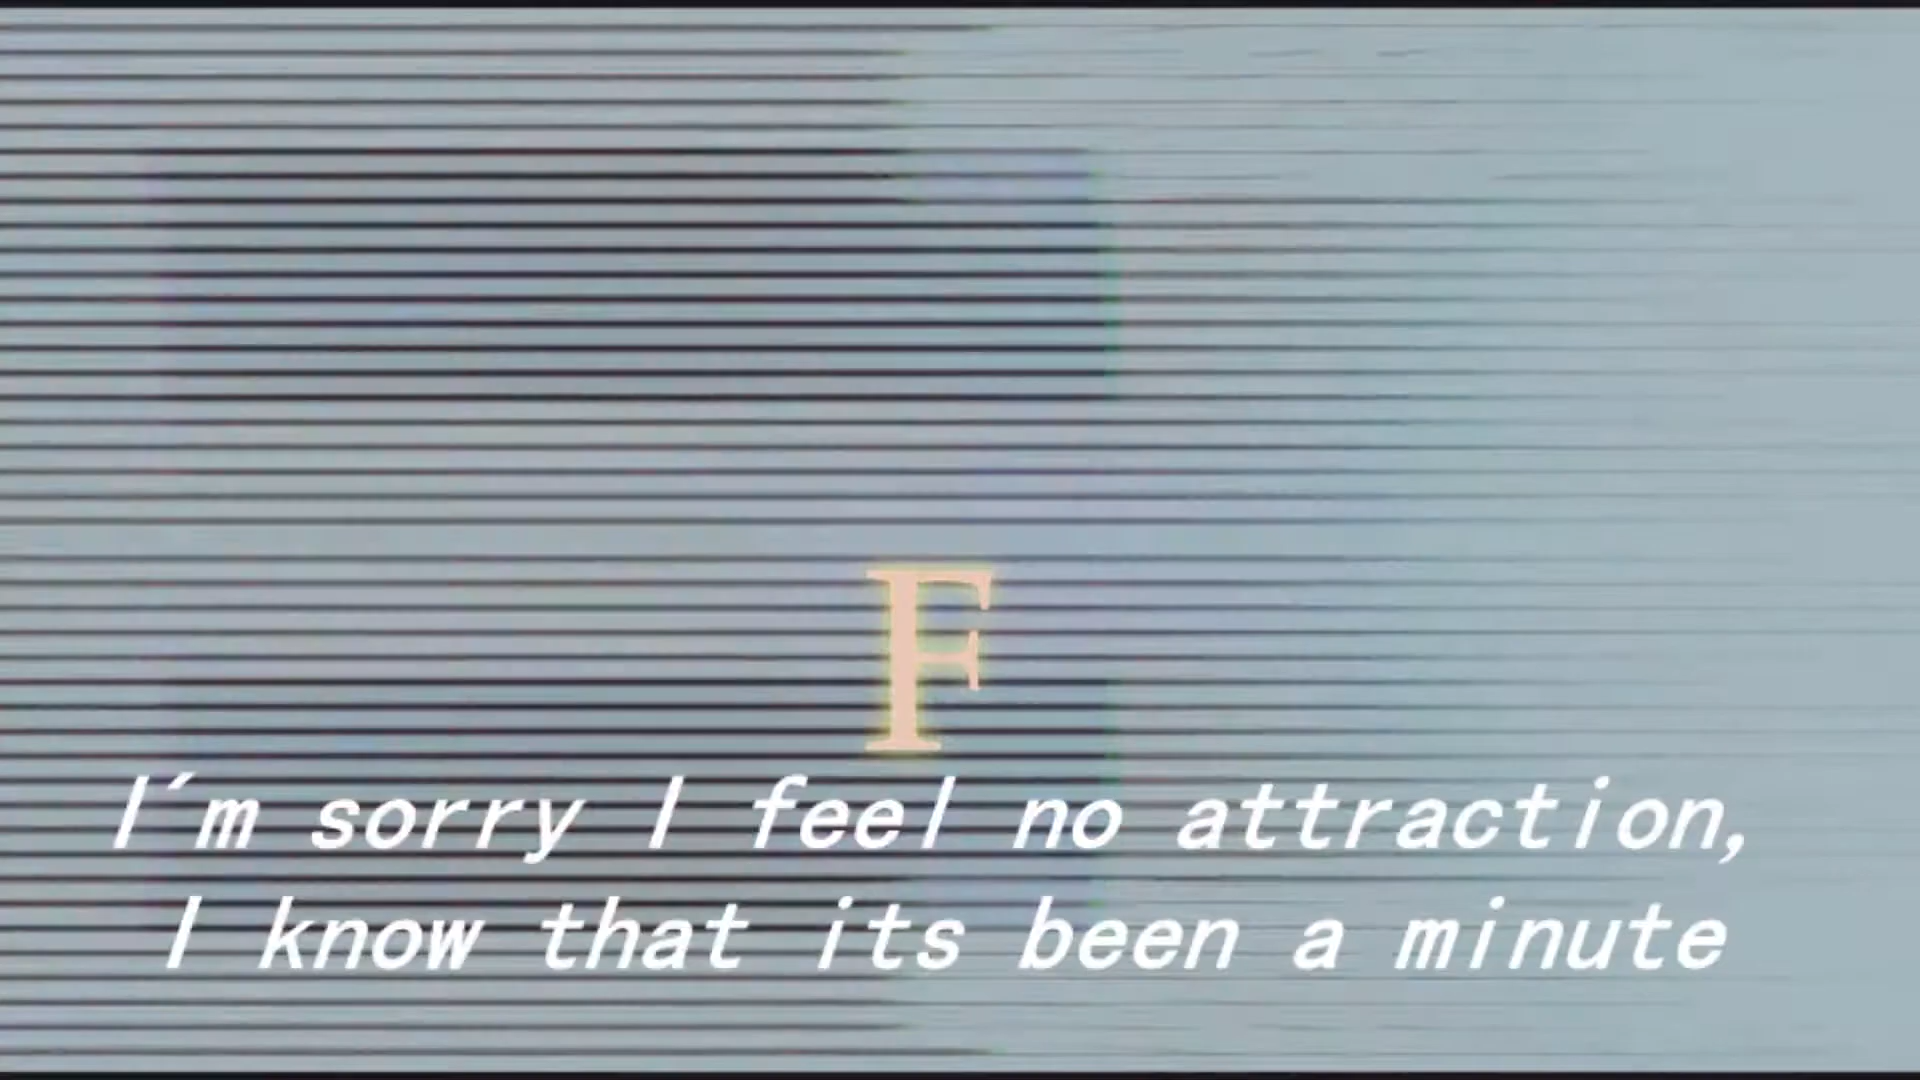 F
I'm sorry I feel no attraction,
I know that its been a minute